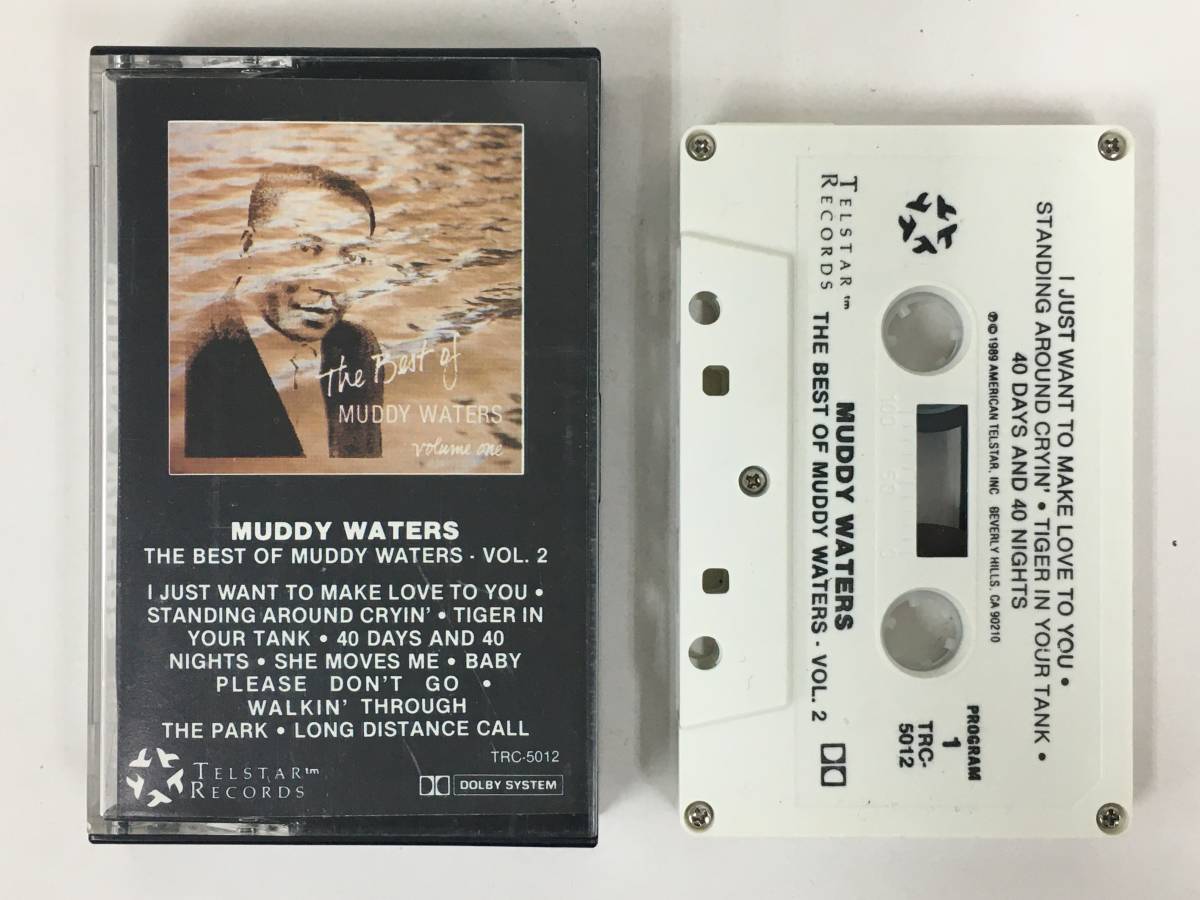 The Best of
MUDDY WATERS
volume one
MUDDY WATERS
THE BEST OF MUDDY WATERS · VOL. 2
I JUST WANT TO MAKE LOVE TO YOU •
STANDING AROUND CRYIN' • TIGER IN
YOUR TANK • 40 DAYS AND 40
NIGHTS • SHE MOVES ME • BABY
PLEASE DON'T GO •
WALKIN' THROUGH
THE PARK • LONG DISTANCE CALL
TRC-5012
TELSTAR™
RECORDS
DOLBY SYSTEM
TELSTAR™
RECORDS
MUDDY WATERS
THE BEST OF MUDDY WATERS · VOL. 2
I JUST WANT TO MAKE LOVE TO YOU •
STANDING AROUND CRYIN' • TIGER IN YOUR TANK •
40 DAYS AND 40 NIGHTS
℗©1989 AMERICAN TELSTAR, INC BEVERLY HILLS, CA 90210
PROGRAM
1
TRC-
5012
100 50